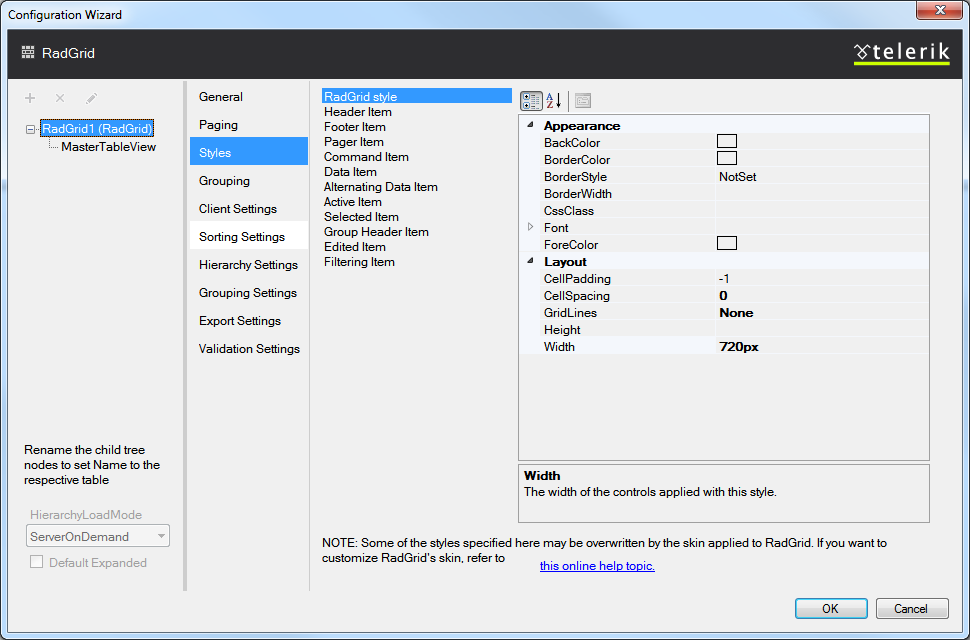 Configuration Wizard
RadGrid
telerik
RadGrid1 (RadGrid)
MasterTableView
Rename the child tree
nodes to set Name to the
respective table
HierarchyLoadMode
ServerOnDemand
Default Expanded
General
Paging
Styles
Grouping
Client Settings
Sorting Settings
Hierarchy Settings
Grouping Settings
Export Settings
Validation Settings
RadGrid style
Header Item
Footer Item
Pager Item
Command Item
Data Item
Alternating Data Item
Active Item
Selected Item
Group Header Item
Edited Item
Filtering Item
Appearance
BackColor
BorderColor
BorderStyle NotSet
BorderWidth
CssClass
Font
ForeColor
Layout
CellPadding -1
CellSpacing 0
GridLines None
Height
Width 720px
Width
The width of the controls applied with this style.
NOTE: Some of the styles specified here may be overwritten by the skin applied to RadGrid. If you want to
customize RadGrid's skin, refer to this online help topic.
OK Cancel